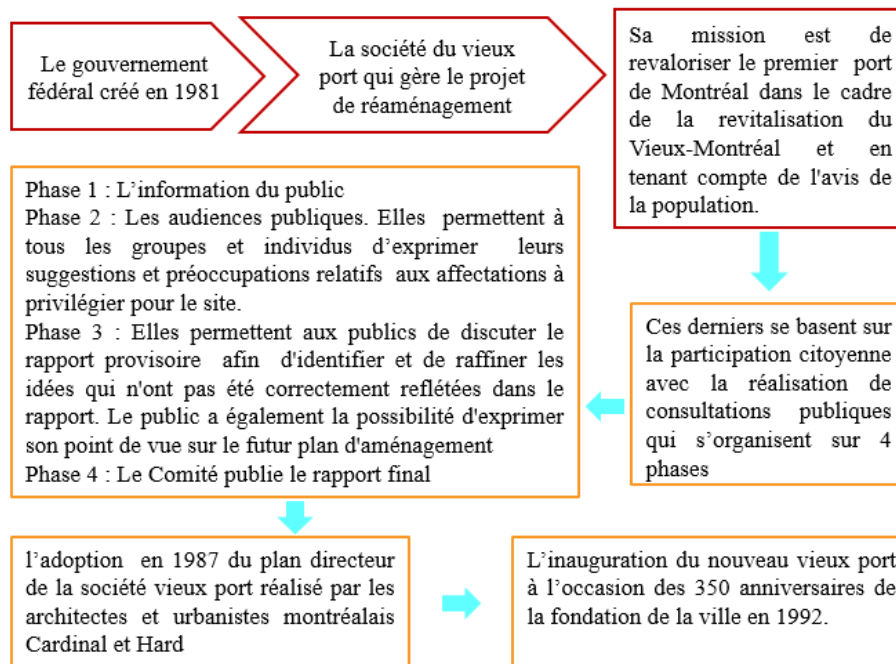 Le gouvernement
fédéral créé en 1981
La société du vieux
port qui gère le projet
de réaménagement
Sa mission est de
revaloriser le premier port
de Montréal dans le cadre
de la revitalisation du
Vieux-Montréal et en
tenant compte de l'avis de
la population.
Ces derniers se basent sur
la participation citoyenne
avec la réalisation de
consultations publiques
qui s’organisent sur 4
phases
Phase 1 : L’information du public
Phase 2 : Les audiences publiques. Elles permettent à
tous les groupes et individus d’exprimer leurs
suggestions et préoccupations relatifs aux affectations à
privilégier pour le site.
Phase 3 : Elles permettent aux publics de discuter le
rapport provisoire afin d'identifier et de raffiner les
idées qui n'ont pas été correctement reflétées dans le
rapport. Le public a également la possibilité d'exprimer
son point de vue sur le futur plan d'aménagement
Phase 4 : Le Comité publie le rapport final
l’adoption en 1987 du plan directeur
de la société vieux port réalisé par les
architectes et urbanistes montréalais
Cardinal et Hard
L’inauguration du nouveau vieux port
à l’occasion des 350 anniversaires de
la fondation de la ville en 1992.